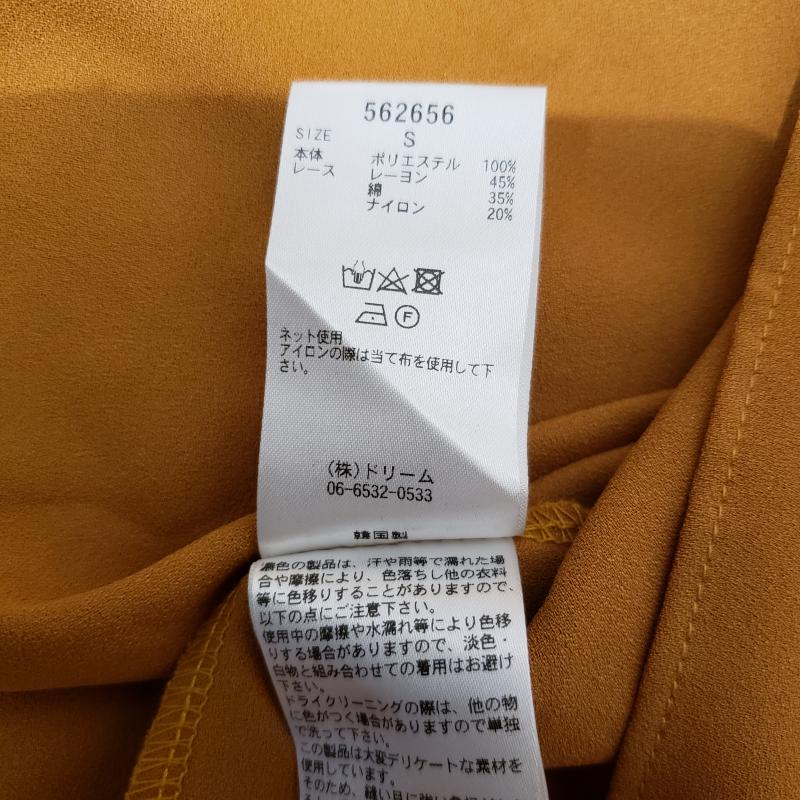 562656
SIZE S
本体 ポリエステル 100%
レース レーヨン 45%
綿 35%
ナイロン 20%
F
ネット使用
アイロンの際は当て布を使用して下
さい。
(株)ドリーム
06-6532-0533
韓国製
濃色の製品は、汗や雨等で濡れた場
合や摩擦により、色落ちし他の衣料
等に色移りすることがありますので、
以下の点にご注意下さい。
使用中の摩擦や水濡れ等により色移
りする場合がありますので、淡色・
白物と組み合わせての着用はお避け
下さい。
ドライクリーニングの際は、他の物
に色がつく場合がありますので単独
で洗って下さい。
この製品は大変デリケートな素材を
使用しています。
そのため、縫い目に強い